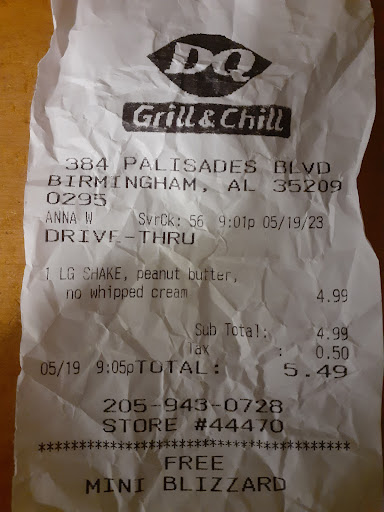 DQ
Grill & Chill
384 PALISADES BLVD
BIRMINGHAM, AL 35209
0295
ANNA W SvrCk: 56 9:01p 05/19/23
DRIVE-THRU
1 LG SHAKE, peanut butter,
no whipped cream 4.99
Sub Total: 4.99
Tax : 0.50
05/19 9:05p TOTAL: 5.49
205-943-0728
STORE #44470
****************************************
FREE
MINI BLIZZARD